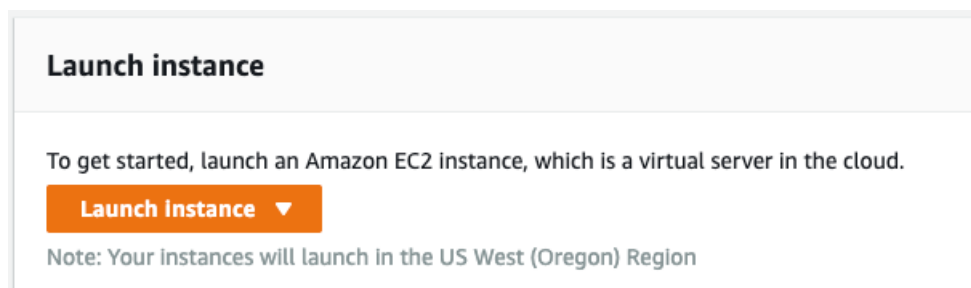 Launch instance
To get started, launch an Amazon EC2 instance, which is a virtual server in the cloud.
Launch instance
Note: Your instances will launch in the US West (Oregon) Region